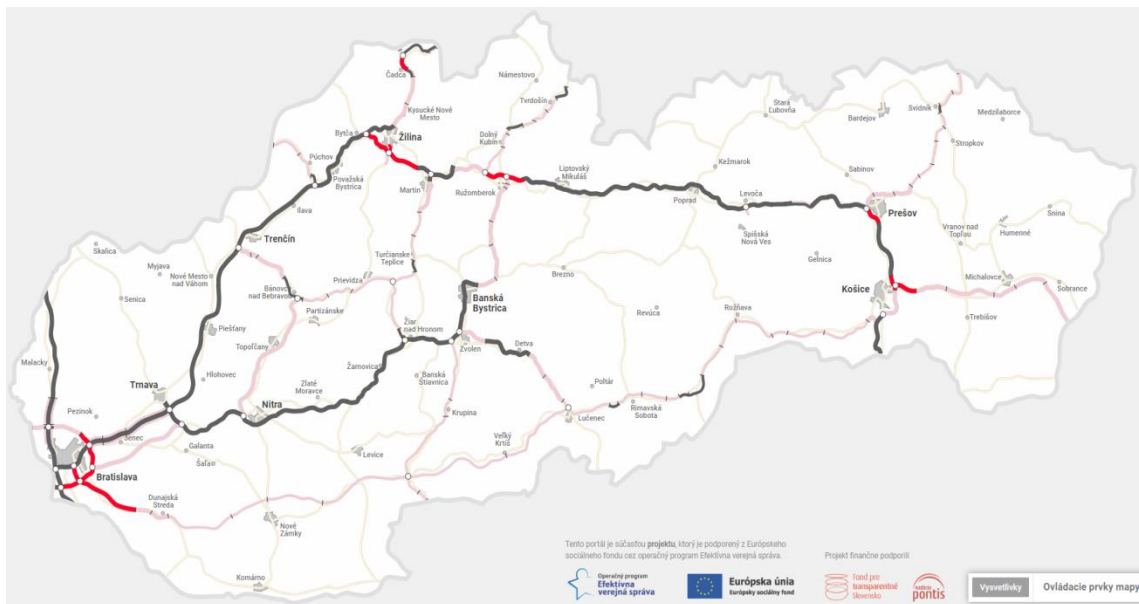 Čadca
Námestovo
Tvrdošín
Kysucké Nové
Mesto
Stará
Ľubovňa
Bardejov
Svidník
Medzilaborce
Bytča
Žilina
Dolný
Kubín
Stropkov
Púchov
Považská
Bystrica
Martin
Ružomberok
Liptovský
Mikuláš
Kežmarok
Sabinov
Poprad
Levoča
Prešov
Ilava
Snina
Trenčín
Spišská
Nová Ves
Vranov nad
Topľou
Humenné
Skalica
Myjava
Nové Mesto
nad Váhom
Turčianske
Teplice
Prievidza
Brezno
Gelnica
Michalovce
Sobrance
Bánovce
nad Bebravou
Senica
Partizánske
Banská
Bystrica
Košice
Revúca
Rožňava
Trebišov
Piešťany
Topoľčany
Žiar
nad Hronom
Zvolen
Detva
Malacky
Hlohovec
Žarnovica
Trnava
Zlaté
Moravce
Banská
Štiavnica
Poltár
Pezinok
Nitra
Krupina
Rimavská
Sobota
Lučenec
Senec
Galanta
Šaľa
Levice
Veľký
Krtíš
Bratislava
Dunajská
Streda
Nové
Zámky
Komárno
Tento portál je súčasťou projektu, ktorý je podporený z Európskeho
sociálneho fondu cez operačný program Efektívna verejná správa.
Projekt finančne podporili
Operačný program
Efektívna
verejná správa
Európska únia
Európsky sociálny fond
Fond pre
transparentné
Slovensko
nadácia
pontis
Vysvetlivky
Ovládacie prvky mapy